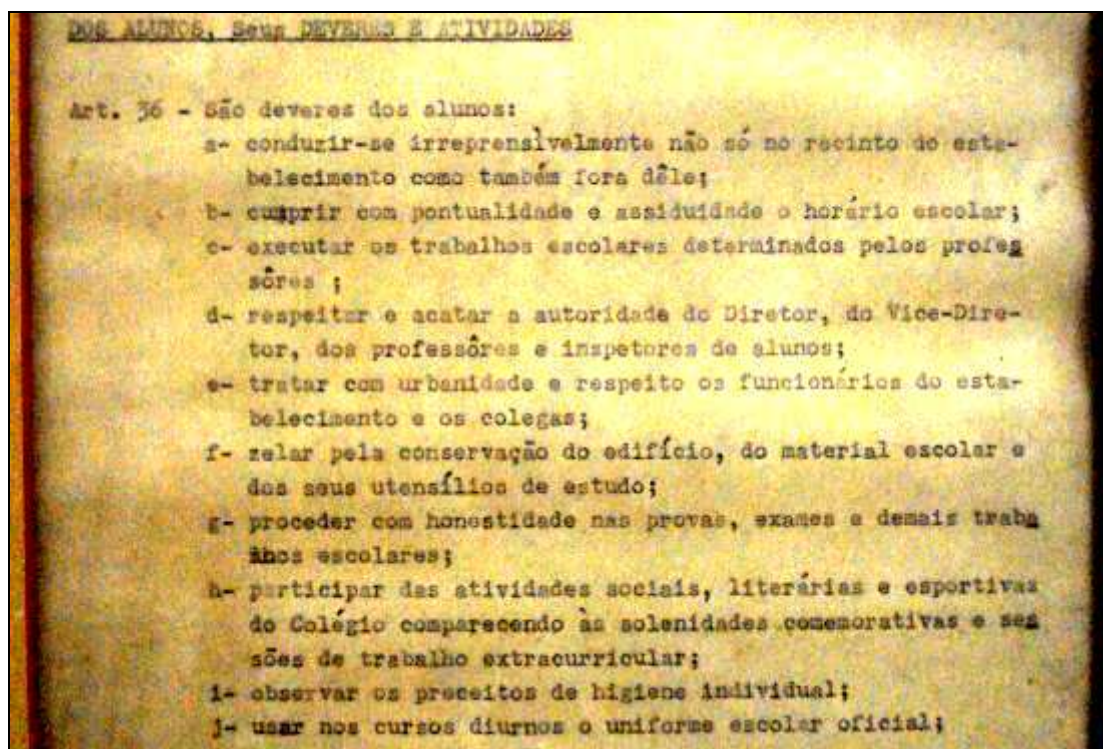 DOS ALUNOS, Seus DEVERES E ATIVIDADES
Art. 36 - São deveres dos alunos:
a- conduzir-se irreprensìvelmente não só no recinto do esta-
belecimento como também fora dêle;
b- cumprir com pontualidade e assiduidade o horário escolar;
c- executar os trabalhos escolares determinados pelos profes
sôres ;
d- respeitar e acatar a autoridade do Diretor, do Vice-Dire-
tor, dos professôres e inspetores de alunos;
e- tratar com urbanidade e respeito os funcionários do esta-
belecimento e os colegas;
f- zelar pela conservação do edifício, do material escolar e
dos seus utensílios de estudo;
g- proceder com honestidade nas provas, exames e demais traba
lhos escolares;
h- participar das atividades sociais, literárias e esportivas
do Colégio comparecendo às solenidades comemorativas e ses
sões de trabalho extracurricular;
i- observar os preceitos de higiene individual;
j- usar nos cursos diurnos o uniforme escolar oficial;